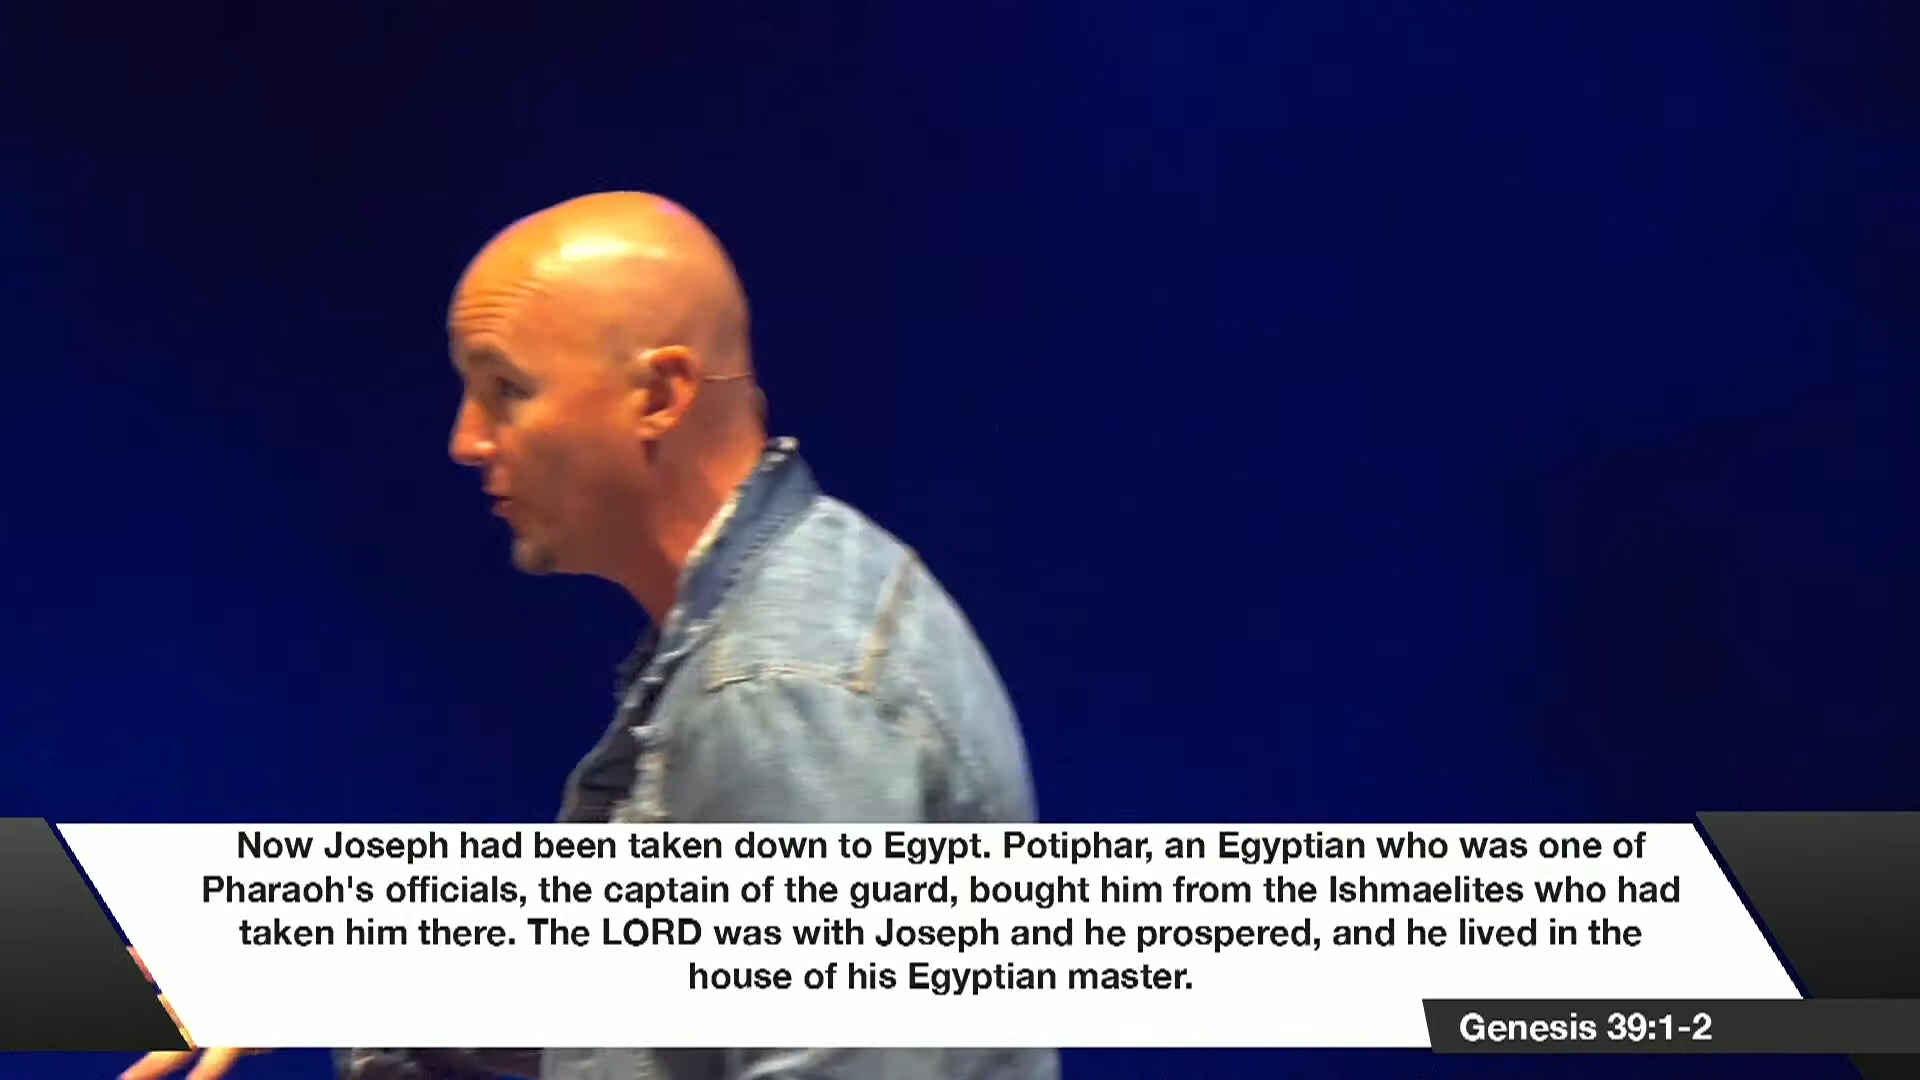 Now Joseph had been taken down to Egypt. Potiphar, an Egyptian who was one of
Pharaoh's officials, the captain of the guard, bought him from the Ishmaelites who had
taken him there. The LORD was with Joseph and he prospered, and he lived in the
house of his Egyptian master.
Genesis 39:1-2